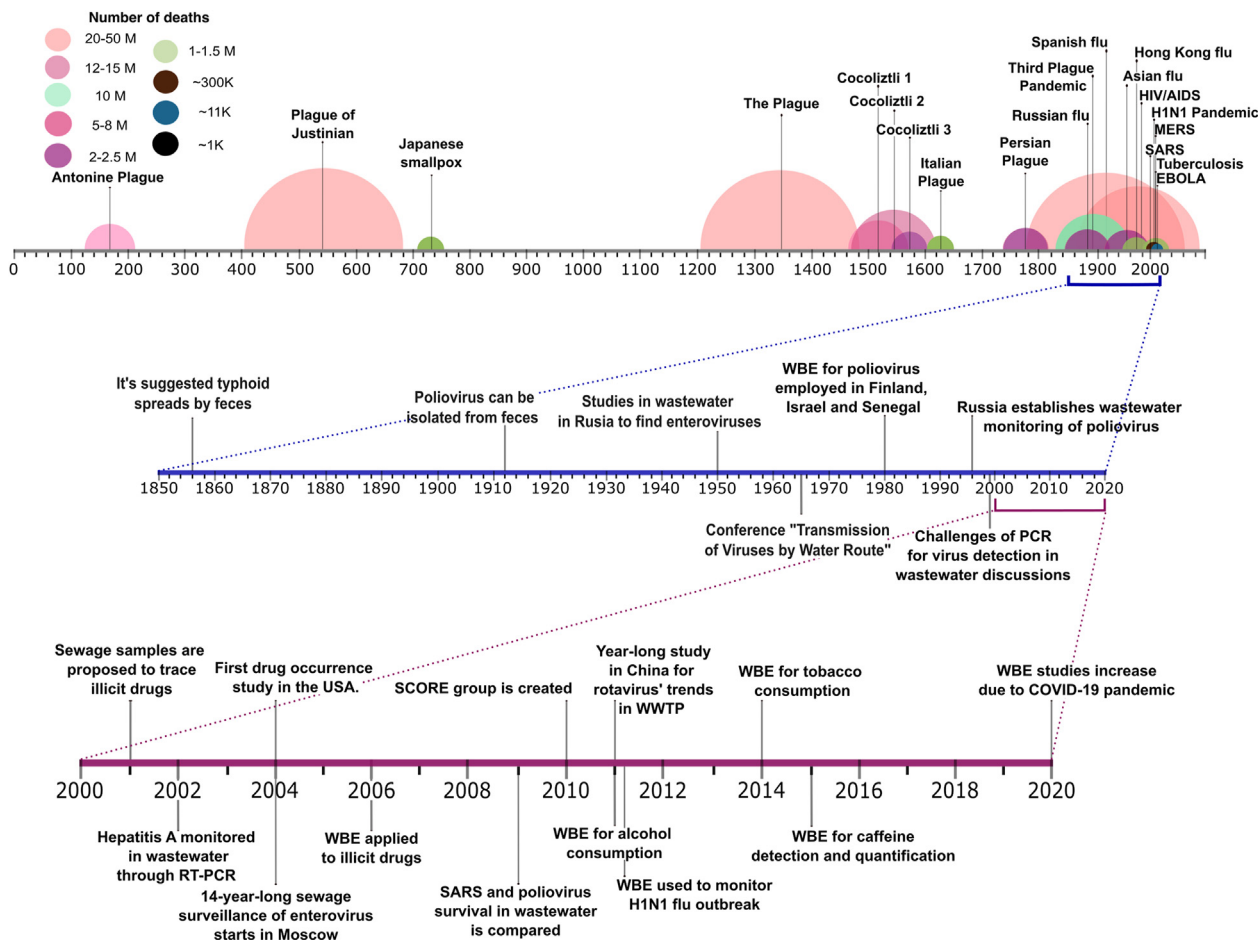 Number of deaths
20-50 M
12-15 M
10 M
5-8 M
2-2.5 M
1-1.5 M
~300K
~11K
~1K
Antonine Plague
Plague of
Justinian
Japanese
smallpox
The Plague
Cocoliztli 1
Cocoliztli 2
Cocoliztli 3
Italian
Plague
Persian
Plague
Russian flu
Third Plague
Pandemic
Spanish flu
Hong Kong flu
Asian flu
HIV/AIDS
H1N1 Pandemic
MERS
SARS
Tuberculosis
EBOLA
0 100 200 300 400 500 600 700 800 900 1000 1100 1200 1300 1400 1500 1600 1700 1800 1900 2000
It's suggested typhoid
spreads by feces
Poliovirus can be
isolated from feces
Studies in wastewater
in Rusia to find enteroviruses
WBE for poliovirus
employed in Finland,
Israel and Senegal
Russia establishes wastewater
monitoring of poliovirus
1850 1860 1870 1880 1890 1900 1910 1920 1930 1940 1950 1960 1970 1980 1990 2000 2010 2020
Conference "Transmission
of Viruses by Water Route"
Challenges of PCR
for virus detection in
wastewater discussions
Sewage samples are
proposed to trace
illicit drugs
First drug occurrence
study in the USA.
SCORE group is created
Year-long study
in China for
rotavirus' trends
in WWTP
WBE for tobacco
consumption
WBE studies increase
due to COVID-19 pandemic
2000 2002 2004 2006 2008 2010 2012 2014 2016 2018 2020
Hepatitis A monitored
in wastewater
through RT-PCR
14-year-long sewage
surveillance of enterovirus
starts in Moscow
WBE applied
to illicit drugs
SARS and poliovirus
survival in wastewater
is compared
WBE for alcohol
consumption
WBE used to monitor
H1N1 flu outbreak
WBE for caffeine
detection and quantification